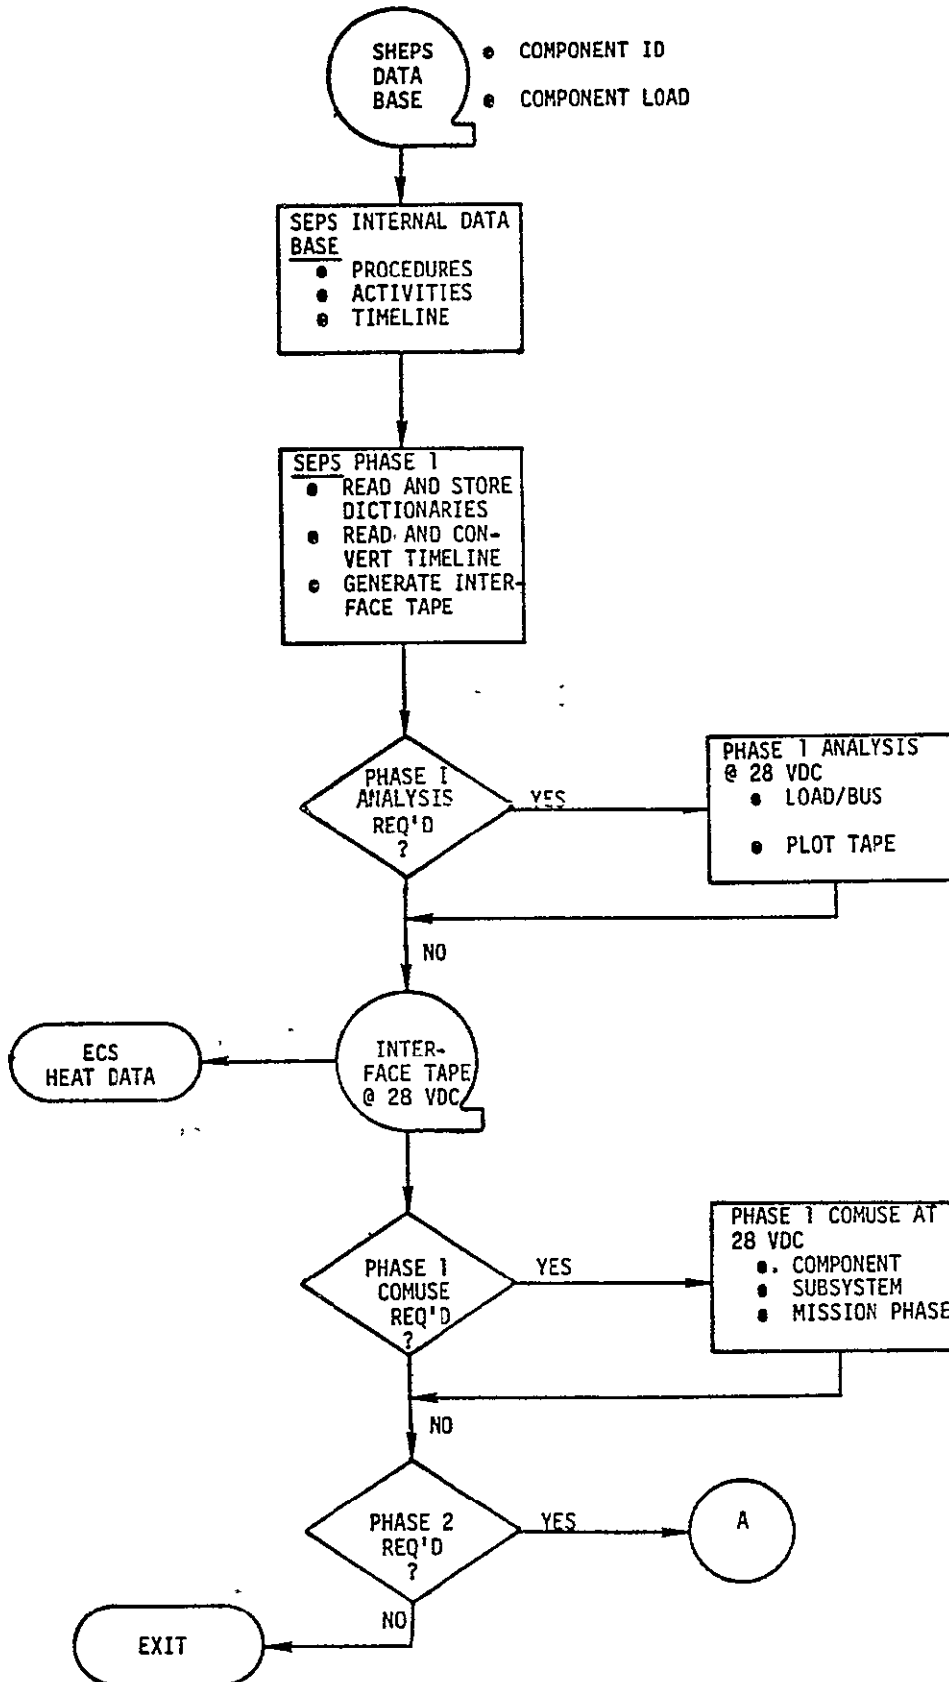 SHEPS
DATA
BASE
● COMPONENT ID
● COMPONENT LOAD
SEPS INTERNAL DATA
BASE
● PROCEDURES
● ACTIVITIES
● TIMELINE
SEPS PHASE 1
● READ AND STORE
DICTIONARIES
● READ AND CON-
VERT TIMELINE
● GENERATE INTER-
FACE TAPE
PHASE I
ANALYSIS
REQ'D
?
YES
PHASE 1 ANALYSIS
@ 28 VDC
● LOAD/BUS
● PLOT TAPE
NO
ECS
HEAT DATA
INTER-
FACE TAPE
@ 28 VDC
PHASE 1
COMUSE
REQ'D
?
YES
PHASE 1 COMUSE AT
28 VDC
● COMPONENT
● SUBSYSTEM
● MISSION PHASE
NO
PHASE 2
REQ'D
?
YES
A
NO
EXIT